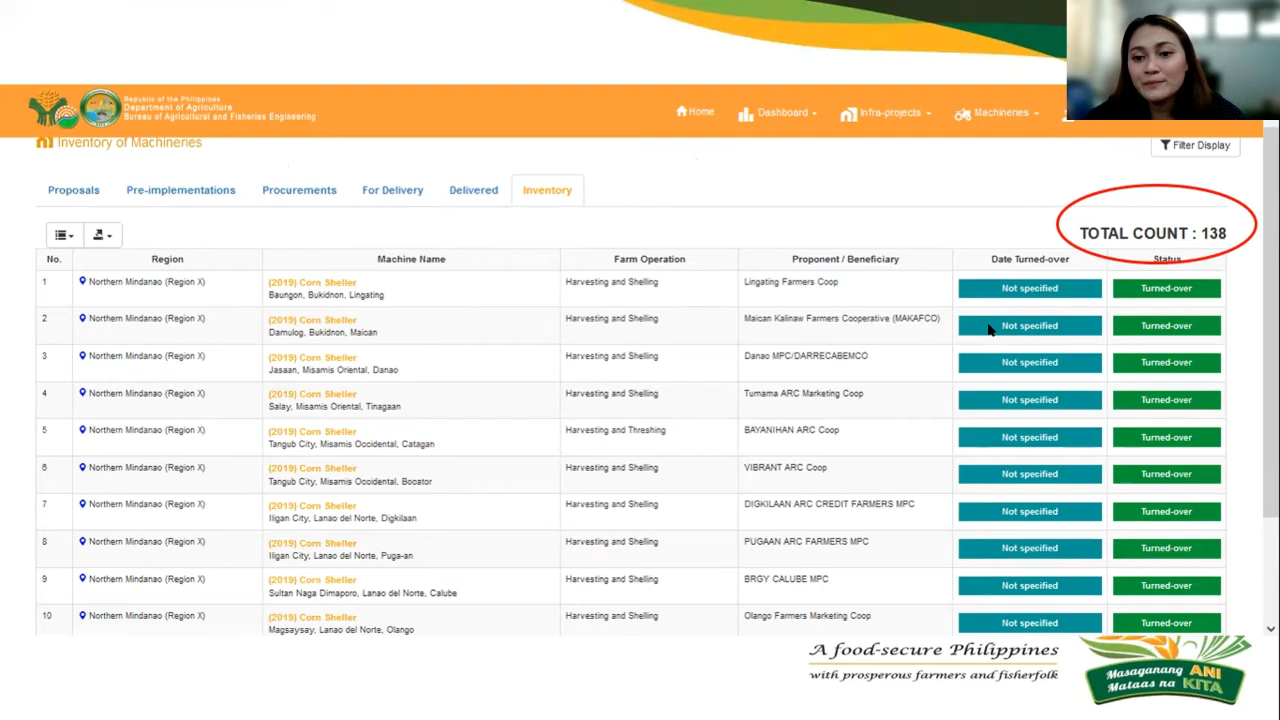 Republic of the Philippines
Department of Agriculture
Bureau of Agricultural and Fisheries Engineering
Home Dashboard Infra-projects Machineries
Inventory of Machineries
Filter Display
Proposals Pre-implementations Procurements For Delivery Delivered Inventory
TOTAL COUNT : 138
No. Region Machine Name Farm Operation Proponent / Beneficiary Date Turned-over Status
1 Northern Mindanao (Region X) (2019) Corn Sheller Harvesting and Shelling Lingating Farmers Coop Not specified Turned-over
Baungon, Bukidnon, Lingating
2 Northern Mindanao (Region X) (2019) Corn Sheller Harvesting and Shelling Maican Kalinaw Farmers Cooperative (MAKAFCO) Not specified Turned-over
Damulog, Bukidnon, Maican
3 Northern Mindanao (Region X) (2019) Corn Sheller Harvesting and Shelling Danao MPC/DARRECABEMCO Not specified Turned-over
Jasaan, Misamis Oriental, Danao
4 Northern Mindanao (Region X) (2019) Corn Sheller Harvesting and Shelling Tumama ARC Marketing Coop Not specified Turned-over
Salay, Misamis Oriental, Tinagaan
5 Northern Mindanao (Region X) (2019) Corn Sheller Harvesting and Threshing BAYANIHAN ARC Coop Not specified Turned-over
Tangub City, Misamis Occidental, Catagan
6 Northern Mindanao (Region X) (2019) Corn Sheller Harvesting and Shelling VIBRANT ARC Coop Not specified Turned-over
Tangub City, Misamis Occidental, Bocator
7 Northern Mindanao (Region X) (2019) Corn Sheller Harvesting and Shelling DIGKILAAN ARC CREDIT FARMERS MPC Not specified Turned-over
Iligan City, Lanao del Norte, Digkilaan
8 Northern Mindanao (Region X) (2019) Corn Sheller Harvesting and Shelling PUGAAN ARC FARMERS MPC Not specified Turned-over
Iligan City, Lanao del Norte, Puga-an
9 Northern Mindanao (Region X) (2019) Corn Sheller Harvesting and Shelling BRGY CALUBE MPC Not specified Turned-over
Sultan Naga Dimaporo, Lanao del Norte, Calube
10 Northern Mindanao (Region X) (2019) Corn Sheller Harvesting and Shelling Olango Farmers Marketing Coop Not specified Turned-over
Magsaysay, Lanao del Norte, Olango
A food-secure Philippines
with prosperous farmers and fisherfolk
Masaganang ANI
Mataas na KITA